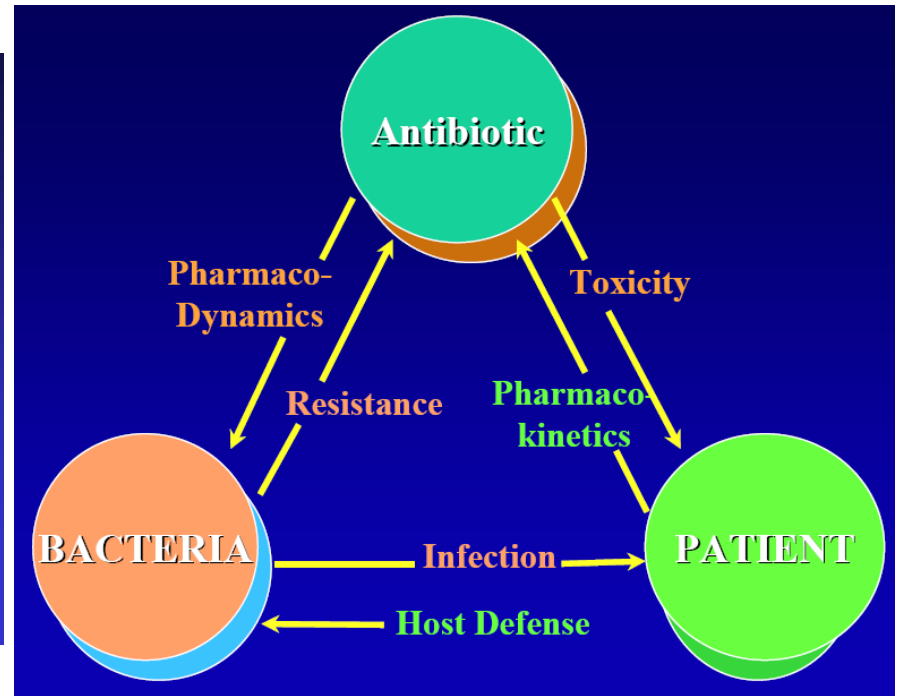 Antibiotic
Pharmaco-
Dynamics
Toxicity
Resistance
Pharmaco-
kinetics
BACTERIA
Infection
PATIENT
Host Defense